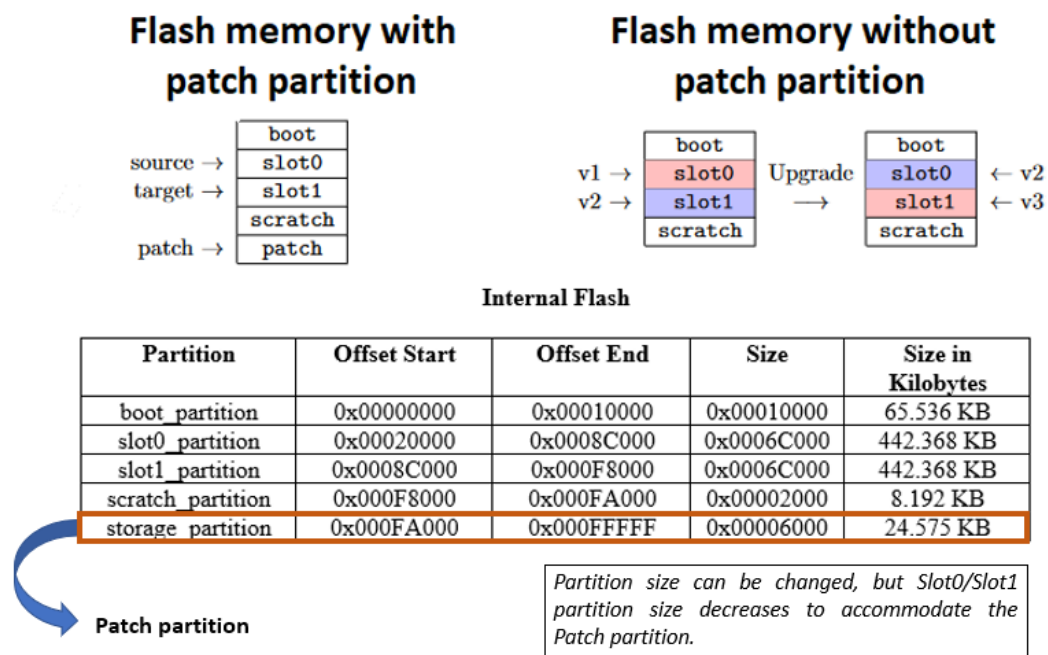 Flash memory with
patch partition
boot
source → slot0
target → slot1
scratch
patch → patch
Flash memory without
patch partition
boot boot
v1 → slot0 Upgrade slot0 ← v2
v2 → slot1 → slot1 ← v3
scratch scratch
Internal Flash
Partition Offset Start Offset End Size Size in
Kilobytes
boot_partition 0x00000000 0x00010000 0x00010000 65.536 KB
slot0_partition 0x00020000 0x0008C000 0x0006C000 442.368 KB
slot1_partition 0x0008C000 0x000F8000 0x0006C000 442.368 KB
scratch_partition 0x000F8000 0x000FA000 0x00002000 8.192 KB
storage_partition 0x000FA000 0x000FFFFF 0x00006000 24.575 KB
Patch partition
Partition size can be changed, but Slot0/Slot1
partition size decreases to accommodate the
Patch partition.